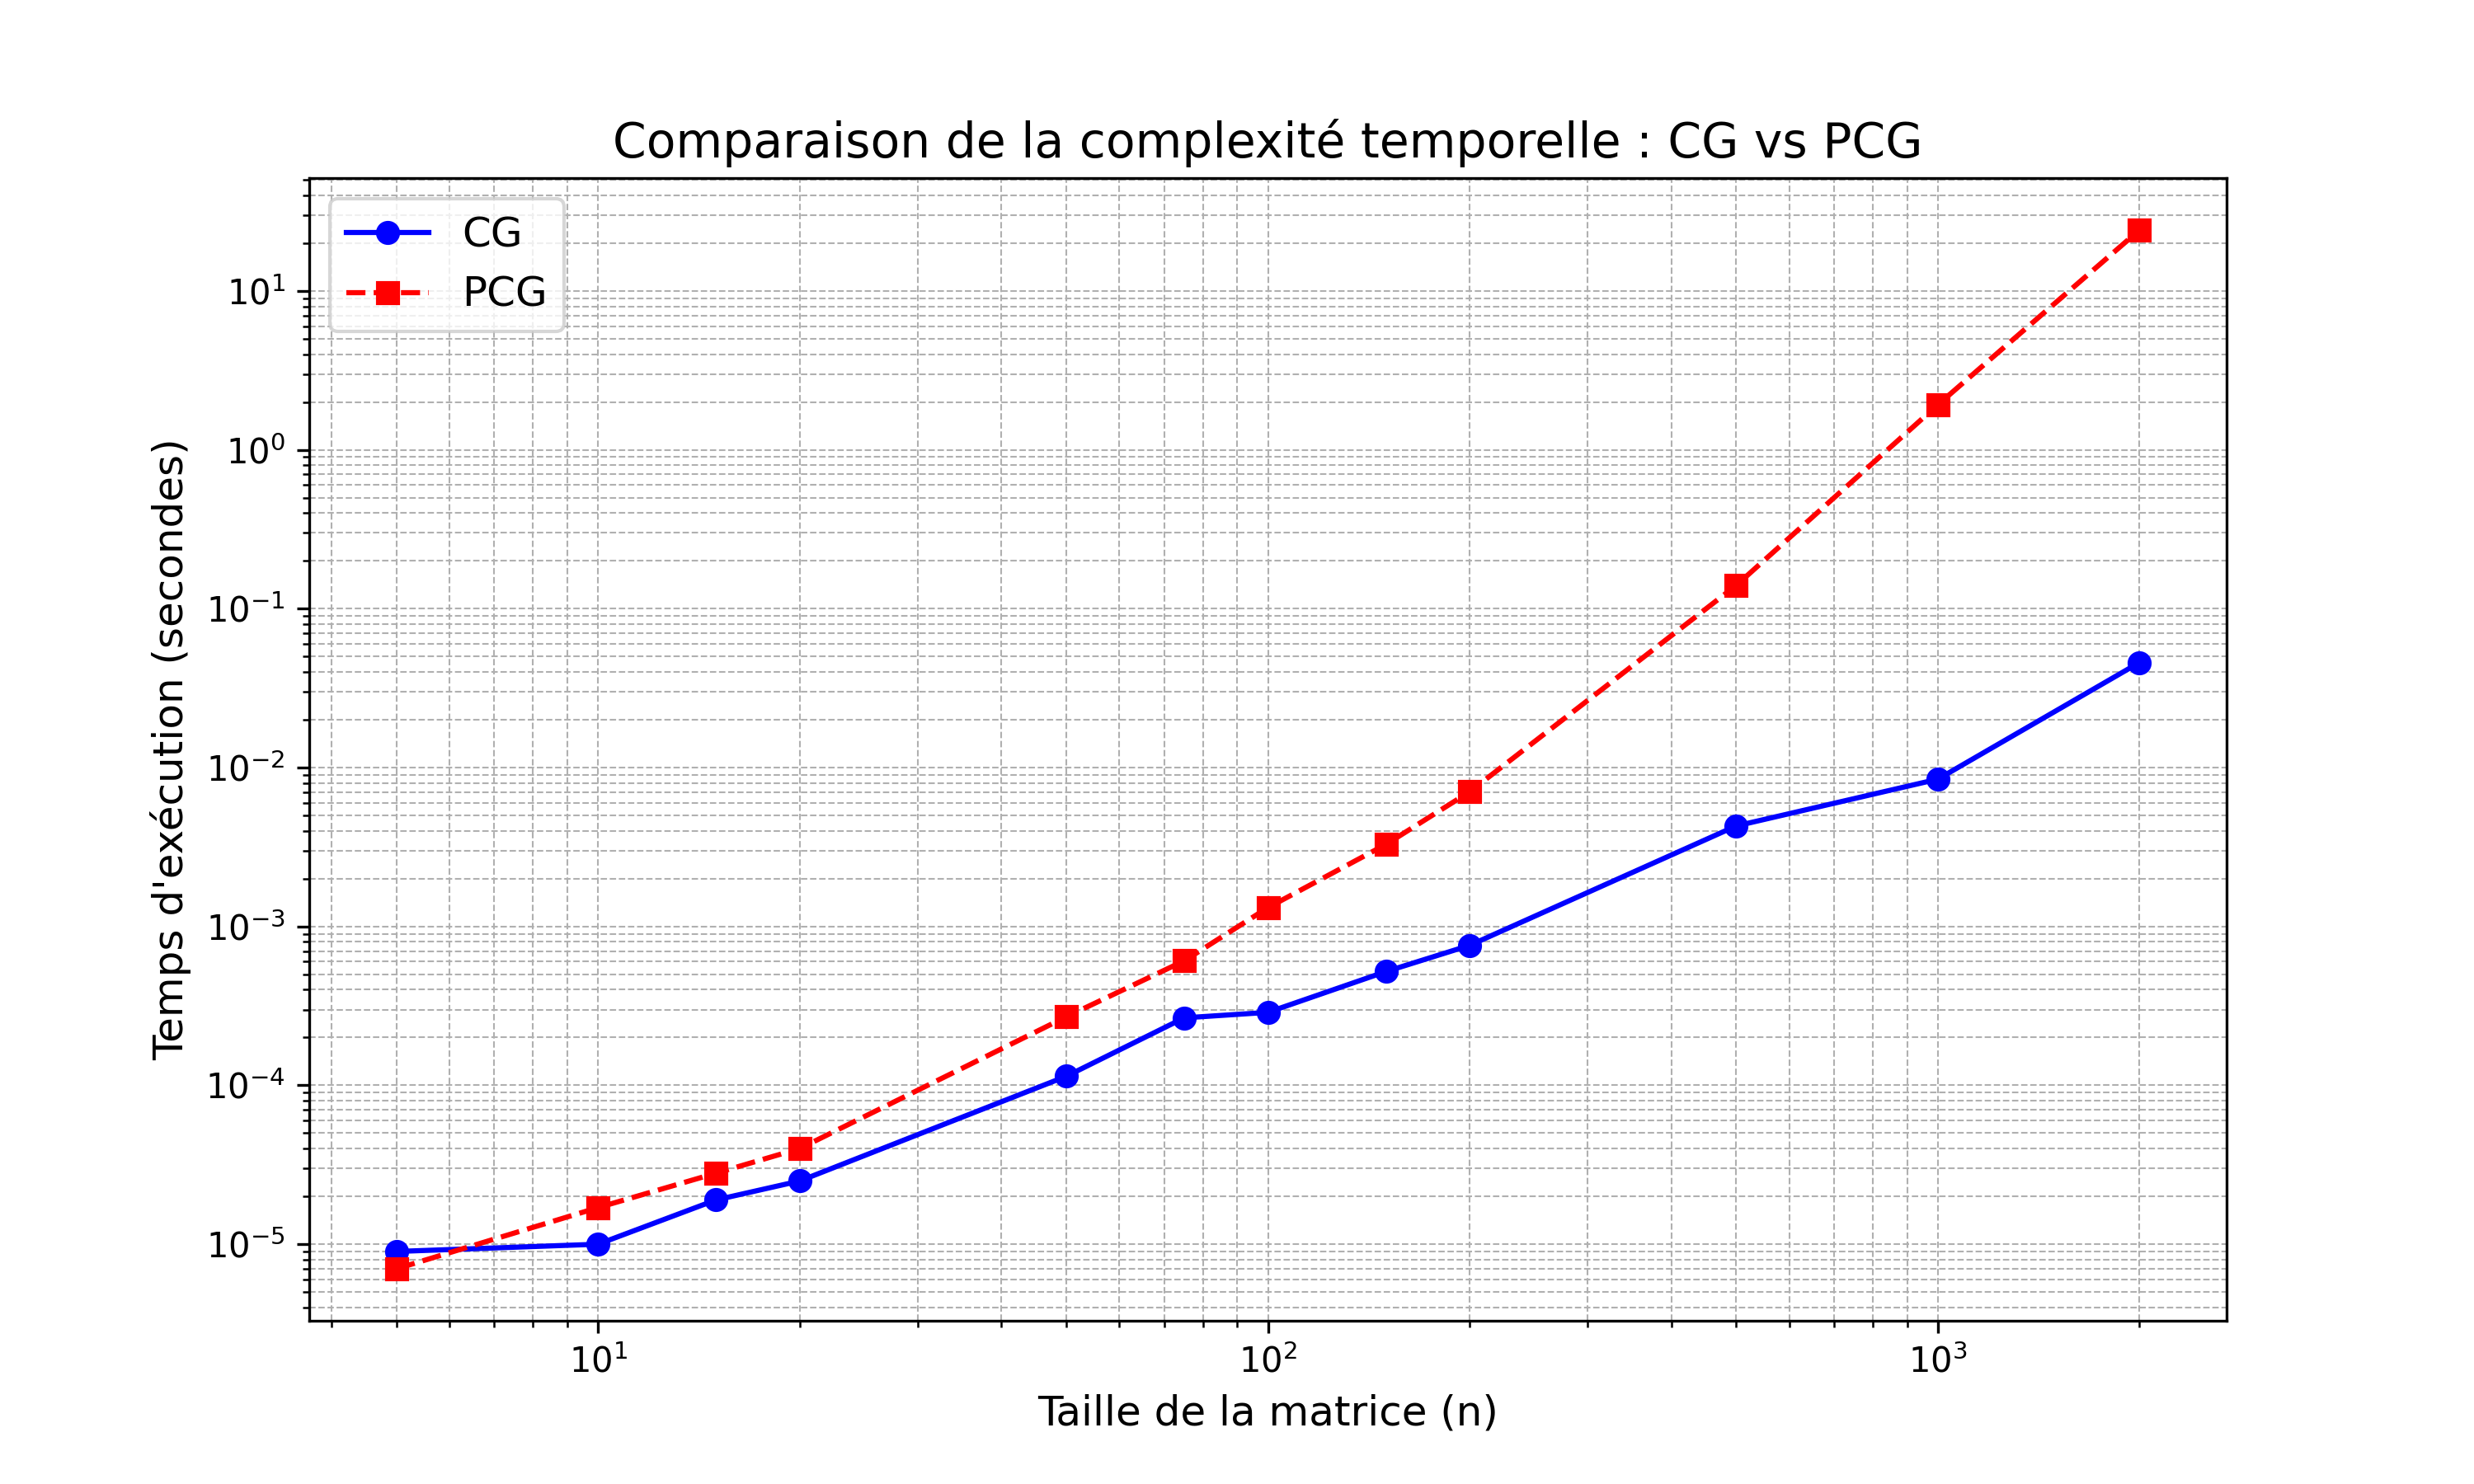 Comparaison de la complexité temporelle : CG vs PCG
CG
PCG
Temps d'exécution (secondes)
10¹
10⁰
10⁻¹
10⁻²
10⁻³
10⁻⁴
10⁻⁵
10¹ 10² 10³
Taille de la matrice (n)